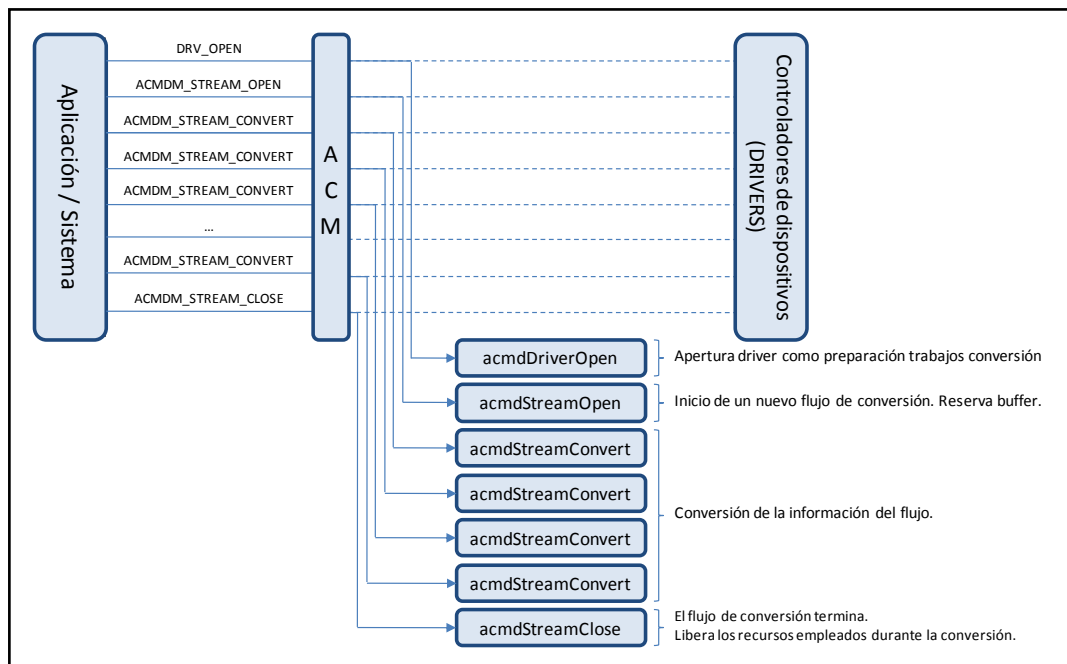 Aplicación / Sistema
DRV_OPEN
ACMDM_STREAM_OPEN
ACMDM_STREAM_CONVERT
ACMDM_STREAM_CONVERT
ACMDM_STREAM_CONVERT
...
ACMDM_STREAM_CONVERT
ACMDM_STREAM_CLOSE
A
C
M
Controladores de dispositivos
(DRIVERS)
acmdDriverOpen
Apertura driver como preparación trabajos conversión
acmdStreamOpen
Inicio de un nuevo flujo de conversión. Reserva buffer.
acmdStreamConvert
acmdStreamConvert
Conversión de la información del flujo.
acmdStreamConvert
acmdStreamConvert
acmdStreamClose
El flujo de conversión termina.
Libera los recursos empleados durante la conversión.